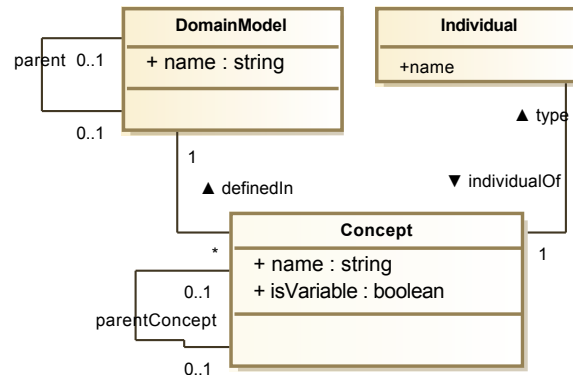 DomainModel
Individual
parent 0..1
+ name : string
+name
0..1
▲ type
1
▲ definedIn
▼ individualOf
Concept
*
1
+ name : string
0..1
+ isVariable : boolean
parentConcept
0..1